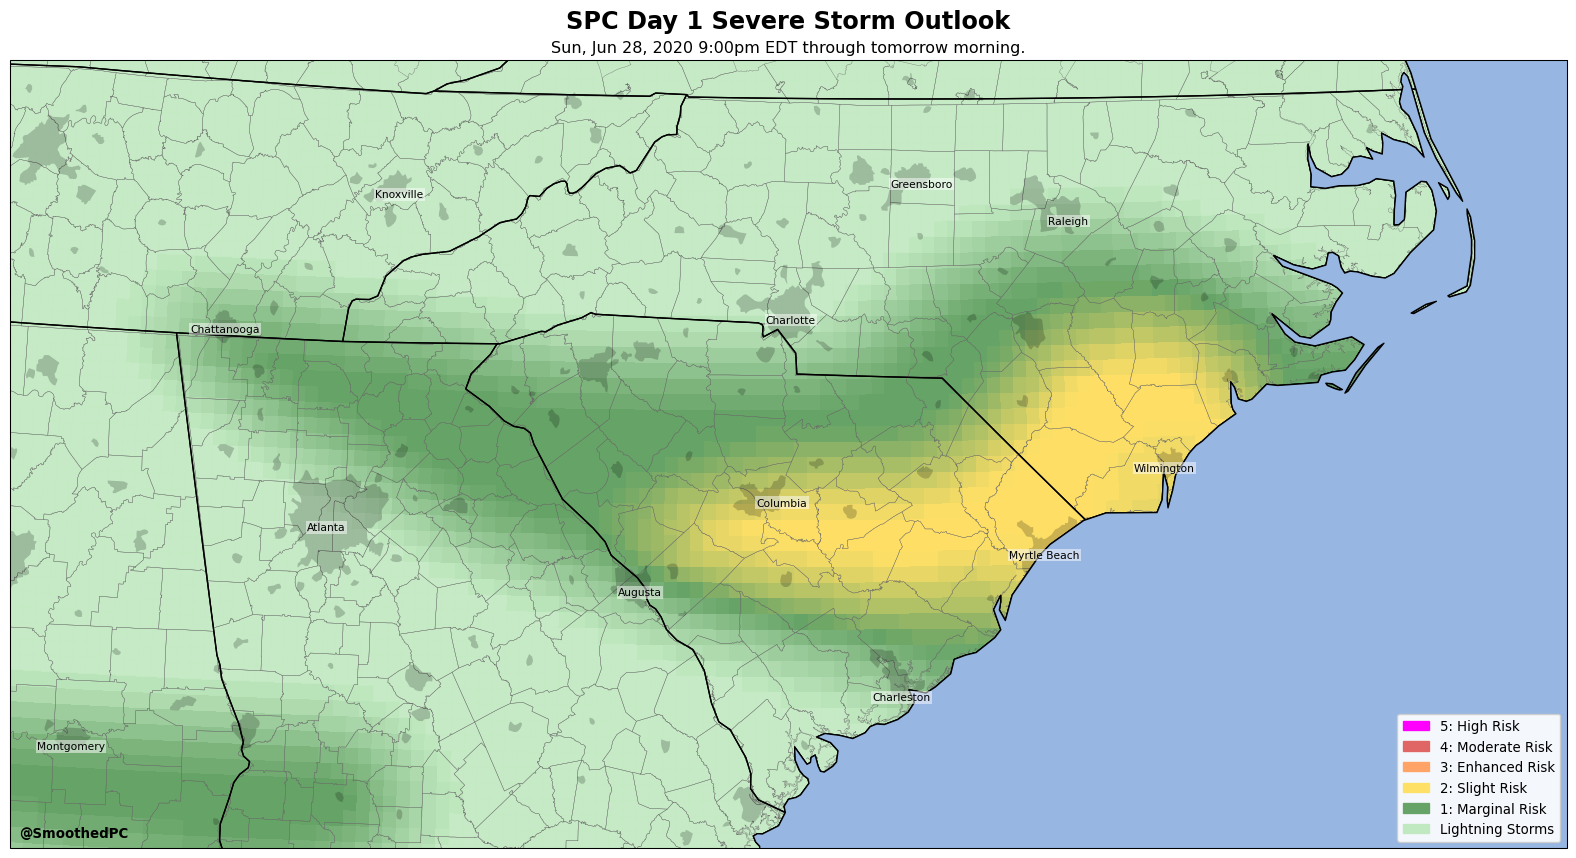 SPC Day 1 Severe Storm Outlook
Sun, Jun 28, 2020 9:00pm EDT through tomorrow morning.
Greensboro
Knoxville
Raleigh
Charlotte
Chattanooga
Wilmington
Columbia
Atlanta
Myrtle Beach
Augusta
Charleston
Montgomery
5: High Risk
4: Moderate Risk
3: Enhanced Risk
2: Slight Risk
1: Marginal Risk
Lightning Storms
@SmoothedPC